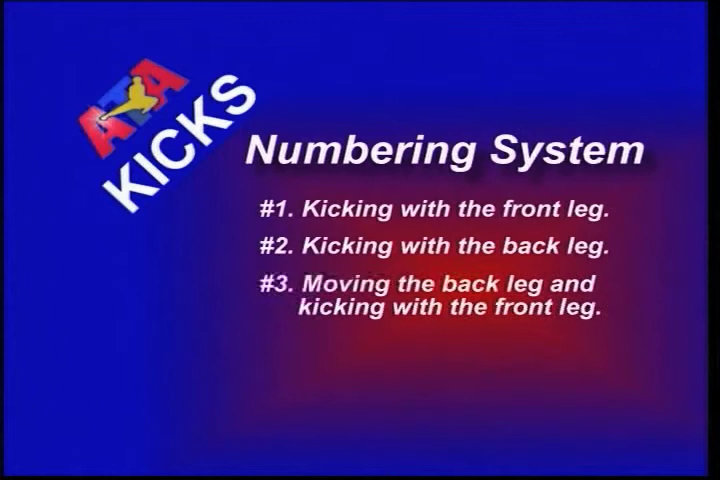 ATA
KICKS
Numbering System
#1. Kicking with the front leg.
#2. Kicking with the back leg.
#3. Moving the back leg and
kicking with the front leg.